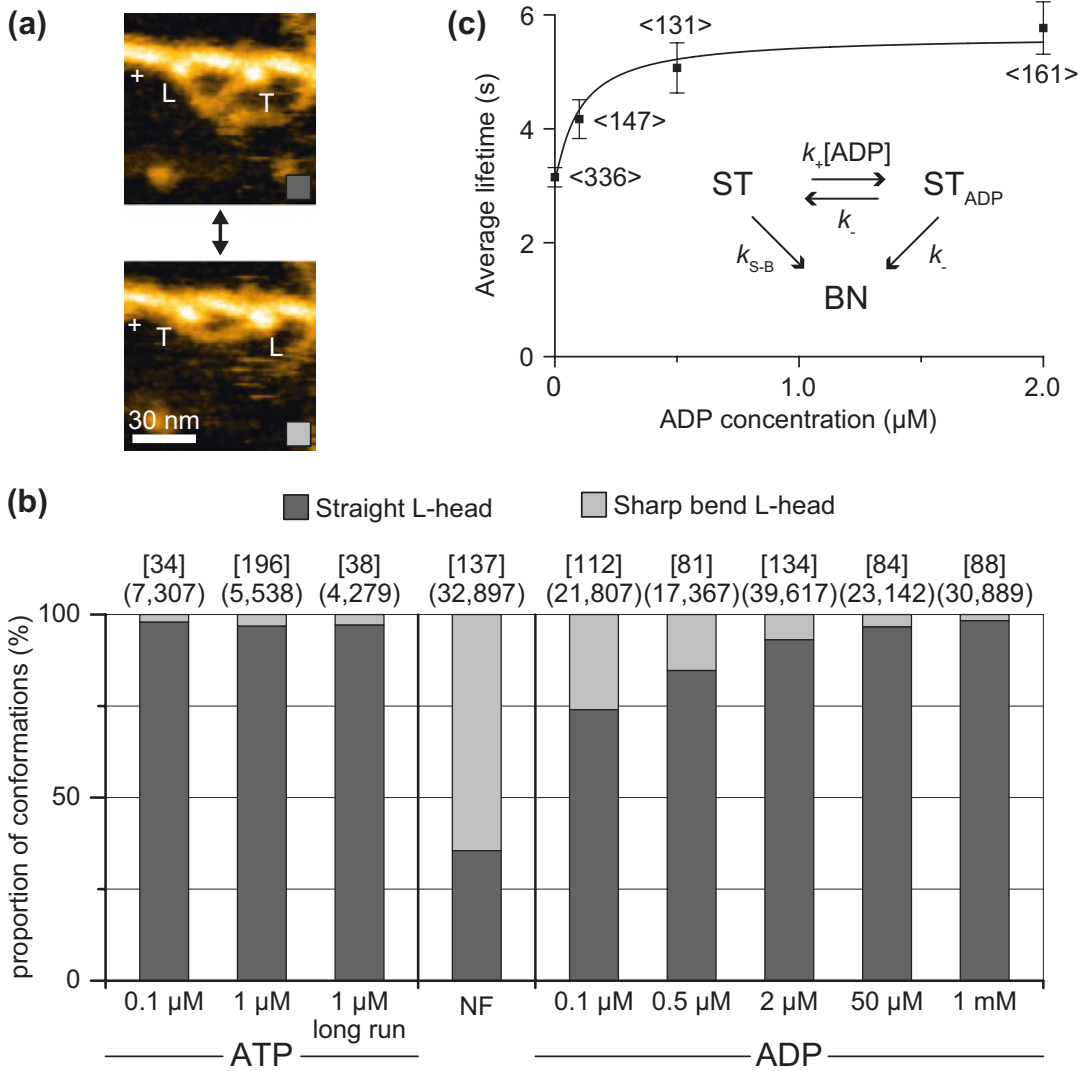 (a)
+
L
T
+
T
L
30 nm
(c)
Average lifetime (s)
6
4
2
0
<336>
<147>
<131>
<161>
k+[ADP]
ST
STADP
k-
kS-B
k-
BN
0
1.0
2.0
ADP concentration (µM)
(b)
Straight L-head
Sharp bend L-head
[34] [196] [38] [137] [112] [81] [134] [84] [88]
(7,307) (5,538) (4,279) (32,897) (21,807) (17,367) (39,617) (23,142) (30,889)
proportion of conformations (%)
100
50
0
0.1 µM 1 µM 1 µM NF 0.1 µM 0.5 µM 2 µM 50 µM 1 mM
long run
ATP
ADP